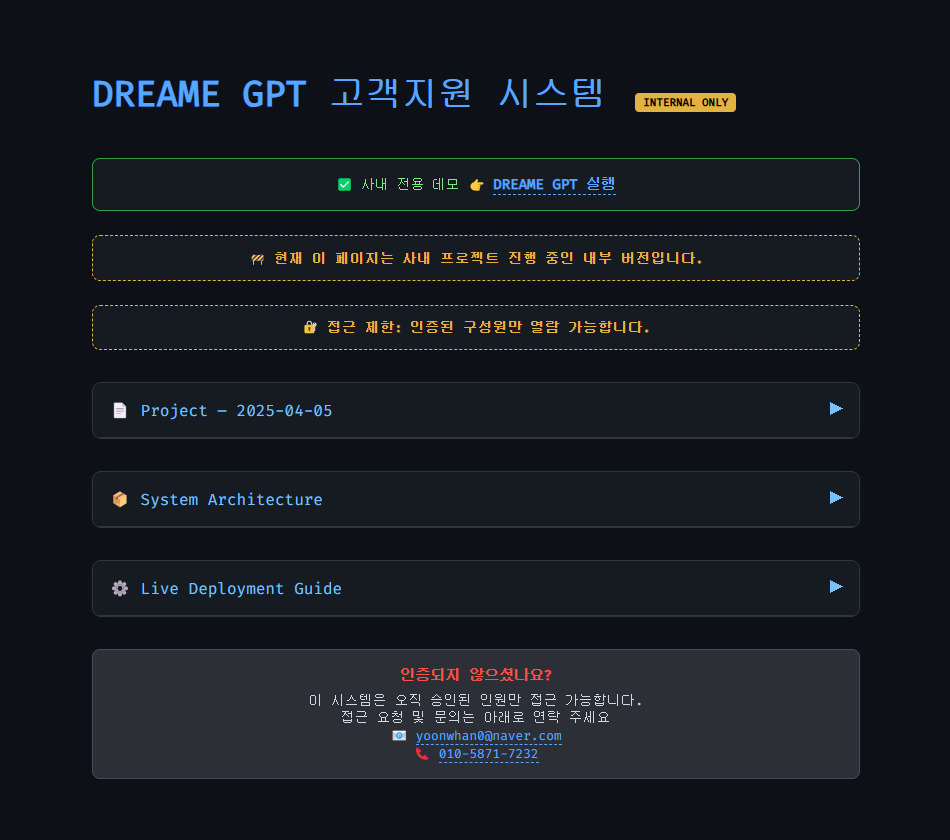 DREAME GPT 고객지원 시스템 INTERNAL ONLY
✅ 사내 전용 데모 👉 DREAME GPT 실행
🚧 현재 이 페이지는 사내 프로젝트 진행 중인 내부 버전입니다.
🔐 접근 제한: 인증된 구성원만 열람 가능합니다.
📄 Project — 2025-04-05 ▶
📦 System Architecture ▶
⚙️ Live Deployment Guide ▶
인증되지 않으셨나요?
이 시스템은 오직 승인된 인원만 접근 가능합니다.
접근 요청 및 문의는 아래로 연락 주세요
📧 yoonwhan0@naver.com
📞 010-5871-7232